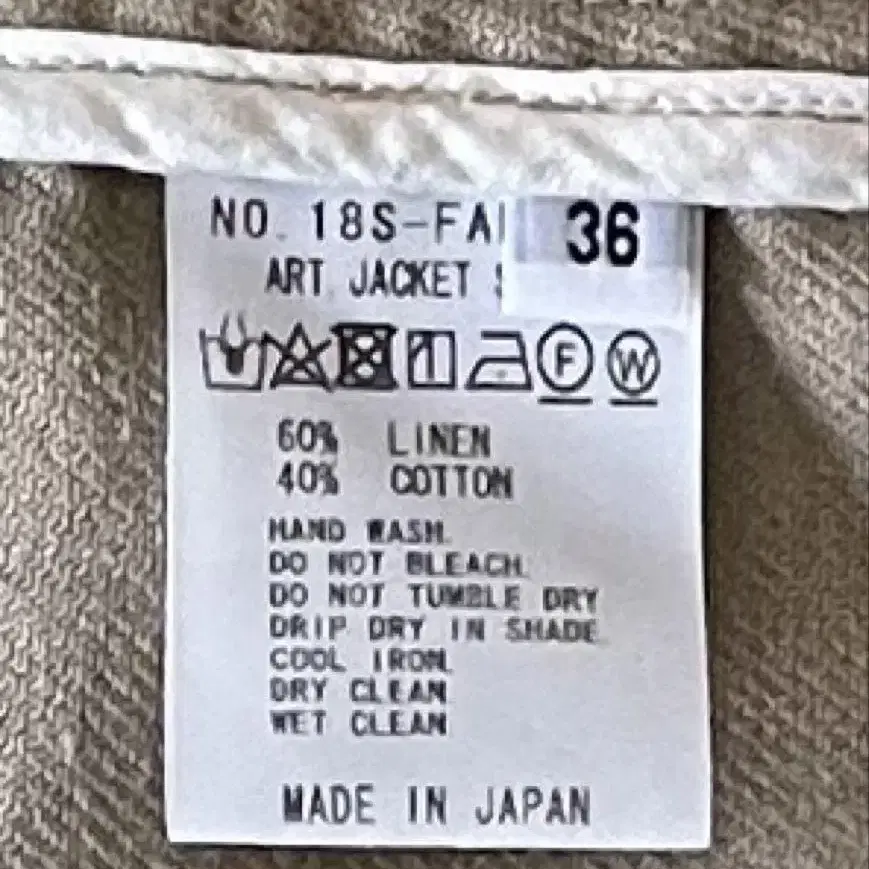 NO. 18S-FA
36
ART JACKET
F W
60% LINEN
40% COTTON
HAND WASH.
DO NOT BLEACH.
DO NOT TUMBLE DRY
DRIP DRY IN SHADE.
COOL IRON.
DRY CLEAN
WET CLEAN
MADE IN JAPAN